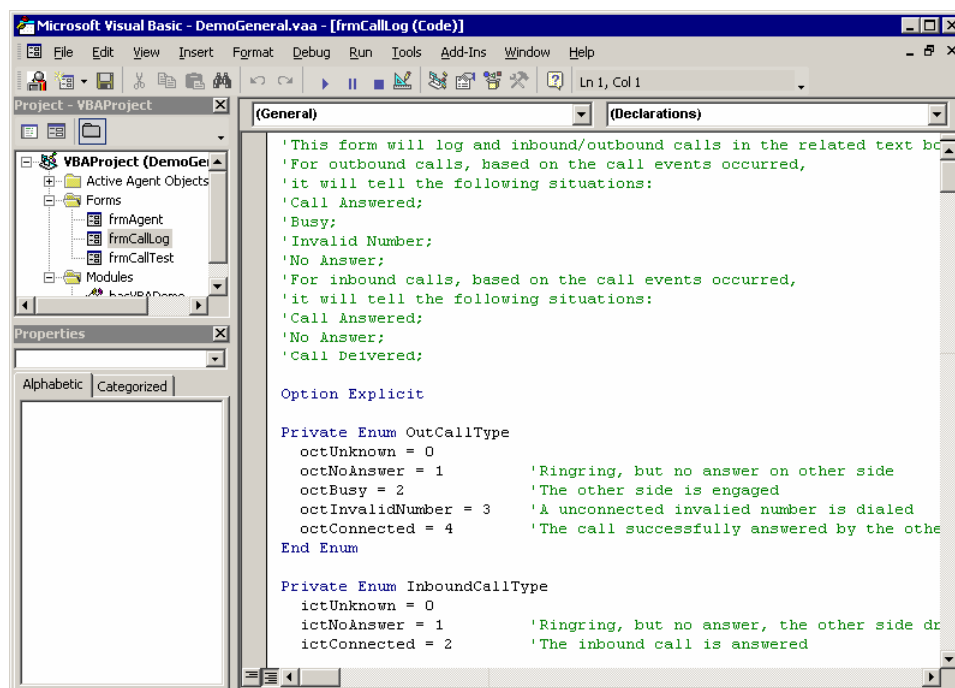 Microsoft Visual Basic - DemoGeneral.vaa - [frmCallLog (Code)]
File Edit View Insert Format Debug Run Tools Add-Ins Window Help
Ln 1, Col 1
Project - VBAProject
VBAProject (DemoGe
Active Agent Objects
Forms
frmAgent
frmCallLog
frmCallTest
Modules
basVBADemo
Properties
Alphabetic Categorized
(General) (Declarations)
'This form will log and inbound/outbound calls in the related text bo
'For outbound calls, based on the call events occurred,
'it will tell the following situations:
'Call Answered;
'Busy;
'Invalid Number;
'No Answer;
'For inbound calls, based on the call events occurred,
'it will tell the following situations:
'Call Answered;
'No Answer;
'Call Deivered;
Option Explicit
Private Enum OutCallType
octUnknown = 0
octNoAnswer = 1 'Ringring, but no answer on other side
octBusy = 2 'The other side is engaged
octInvalidNumber = 3 'A unconnected invalied number is dialed
octConnected = 4 'The call successfully answered by the othe
End Enum
Private Enum InboundCallType
ictUnknown = 0
ictNoAnswer = 1 'Ringring, but no answer, the other side dr
ictConnected = 2 'The inbound call is answered